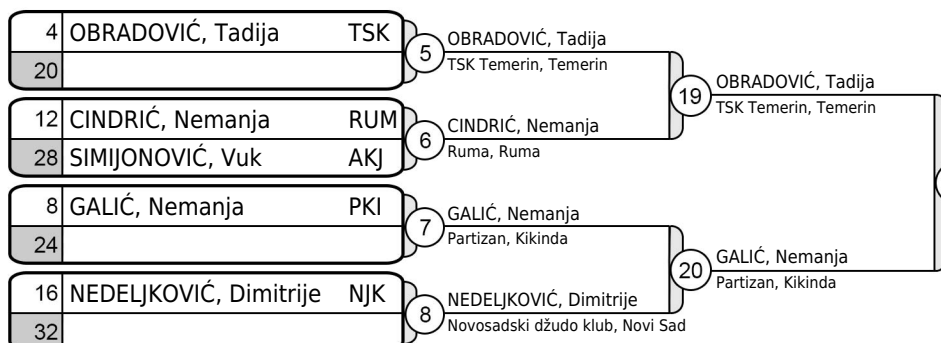 4 OBRADOVIĆ, Tadija TSK
20
5
OBRADOVIĆ, Tadija
TSK Temerin, Temerin
12 CINDRIĆ, Nemanja RUM
28 SIMIJONOVIĆ, Vuk AKJ
6
CINDRIĆ, Nemanja
Ruma, Ruma
19
OBRADOVIĆ, Tadija
TSK Temerin, Temerin
8 GALIĆ, Nemanja PKI
24
7
GALIĆ, Nemanja
Partizan, Kikinda
16 NEDELJKOVIĆ, Dimitrije NJK
32
8
NEDELJKOVIĆ, Dimitrije
Novosadski džudo klub, Novi Sad
20
GALIĆ, Nemanja
Partizan, Kikinda